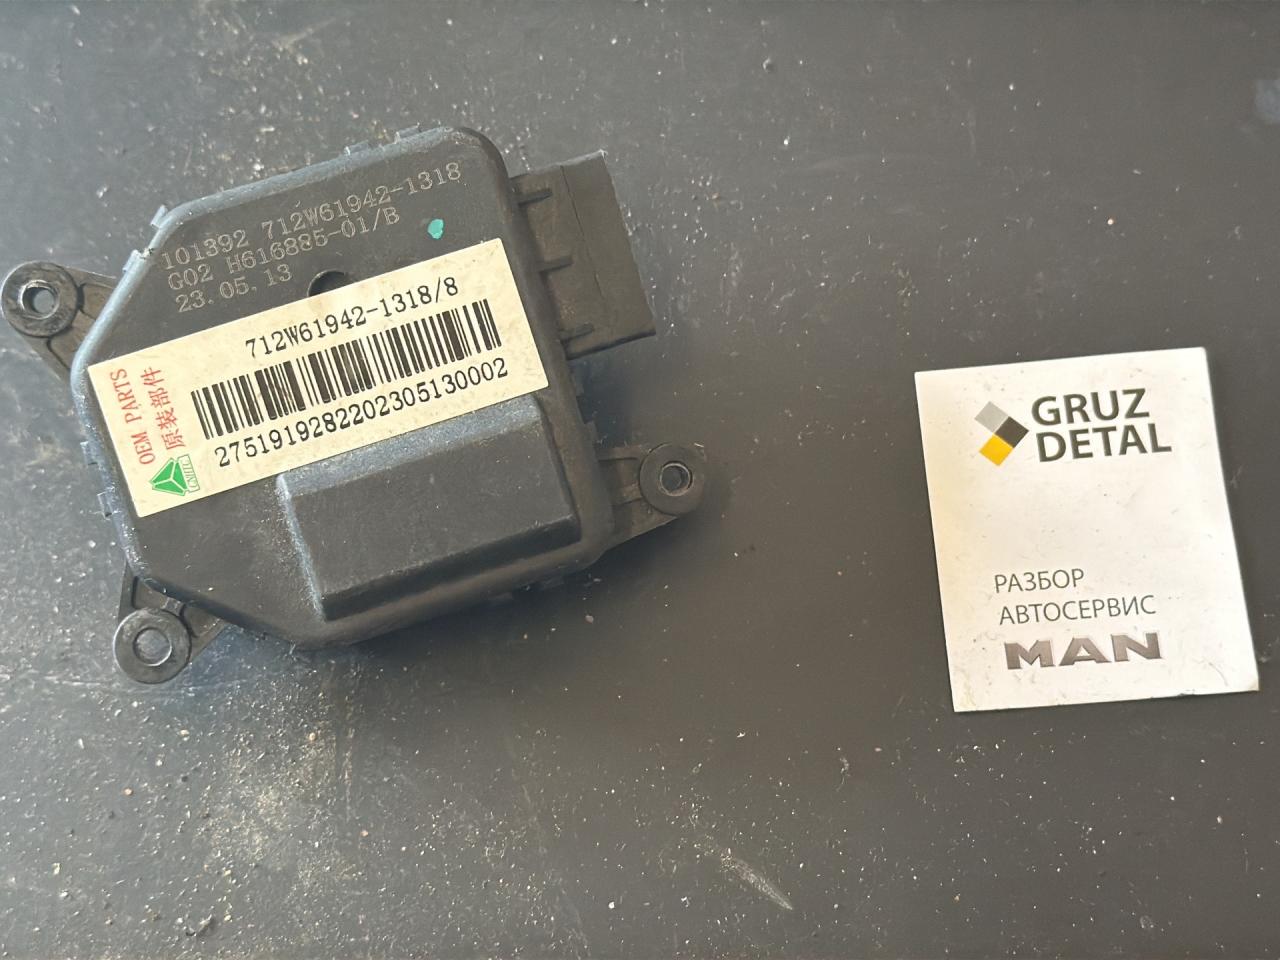 101392 712W61942-1318
G02 H616885-01/B
23.05.13
712W61942-1318/8
2751919282202305130002
OEM PARTS
原装部件
CNHTC
GRUZ
DETAL
РАЗБОР
АВТОСЕРВИС
MAN